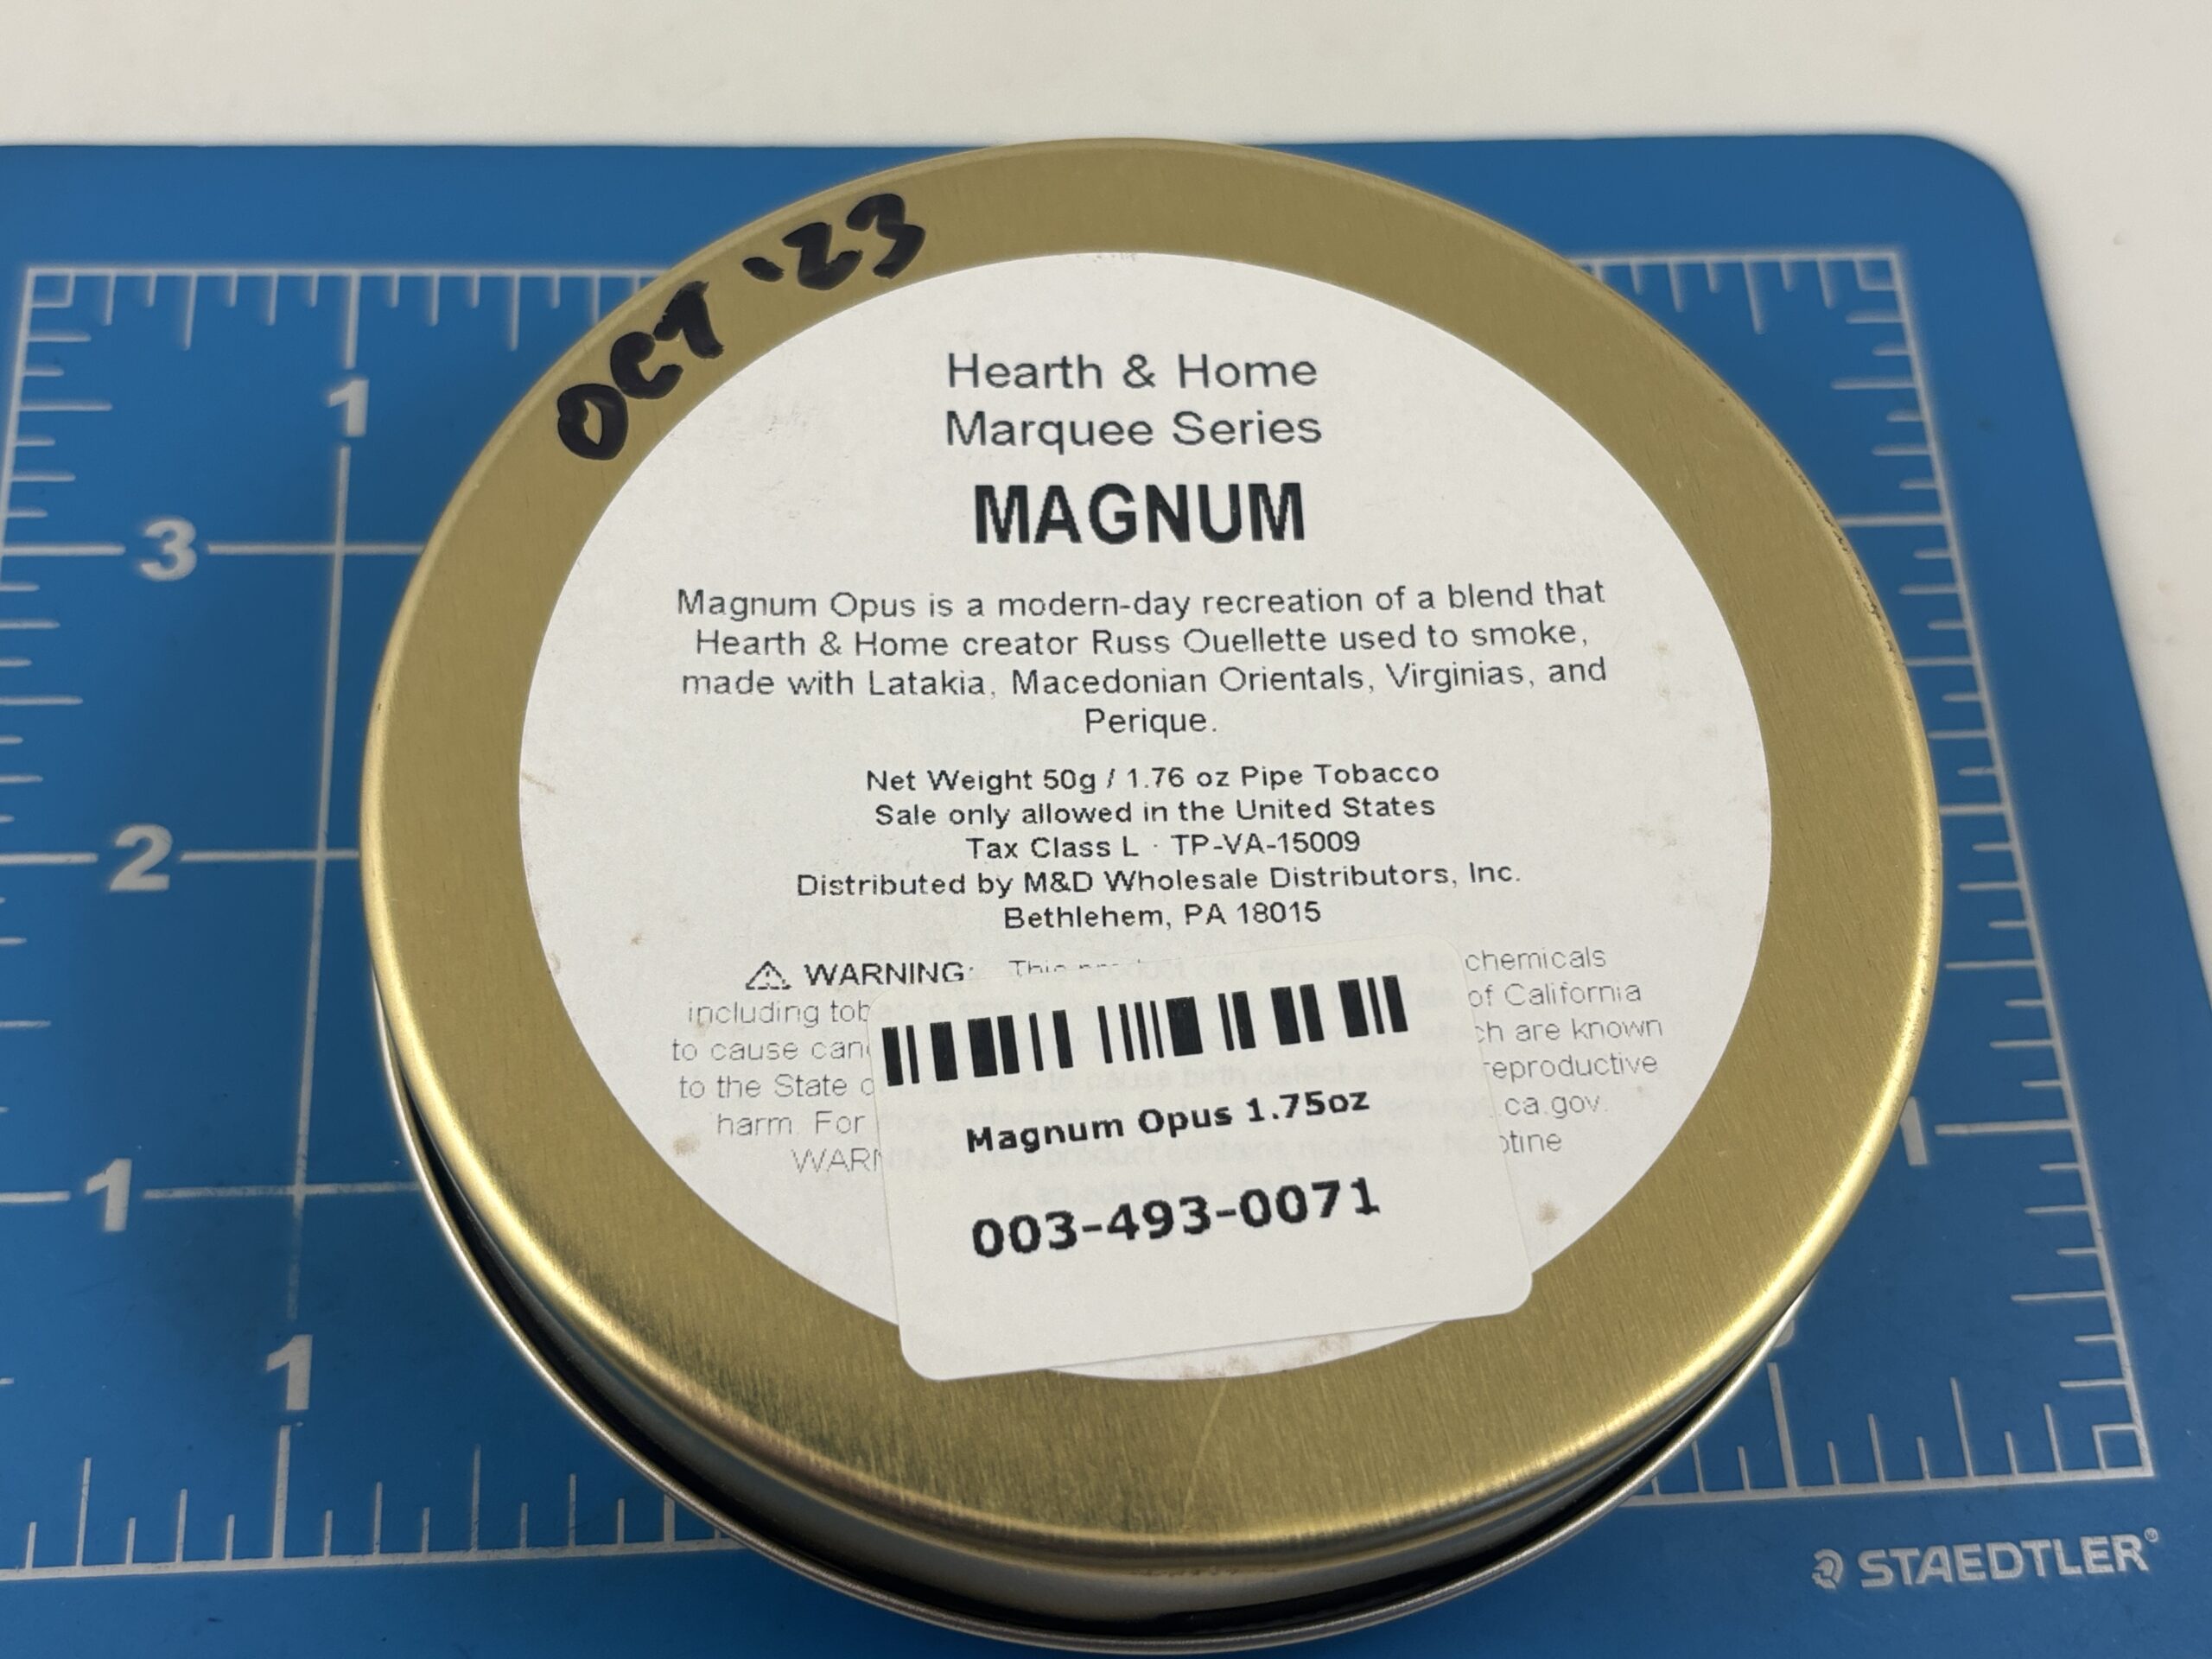 OCT '23
Hearth & Home
Marquee Series
MAGNUM
Magnum Opus is a modern-day recreation of a blend that
Hearth & Home creator Russ Ouellette used to smoke,
made with Latakia, Macedonian Orientals, Virginias, and
Perique.
Net Weight 50g / 1.76 oz Pipe Tobacco
Sale only allowed in the United States
Tax Class L · TP-VA-15009
Distributed by M&D Wholesale Distributors, Inc.
Bethlehem, PA 18015
⚠ WARNING: This chemicals
including of California
to cause are known
to the State reproductive
harm. For ca.gov.
Magnum Opus 1.75oz
003-493-0071
1
3
2
1
1
1
STAEDTLER®